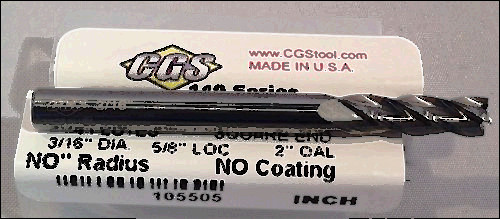 CGS
www.CGStool.com
MADE IN U.S.A.
3/16" DIA. 5/8" LOC 2" OAL
NO" Radius NO Coating
105505
INCH